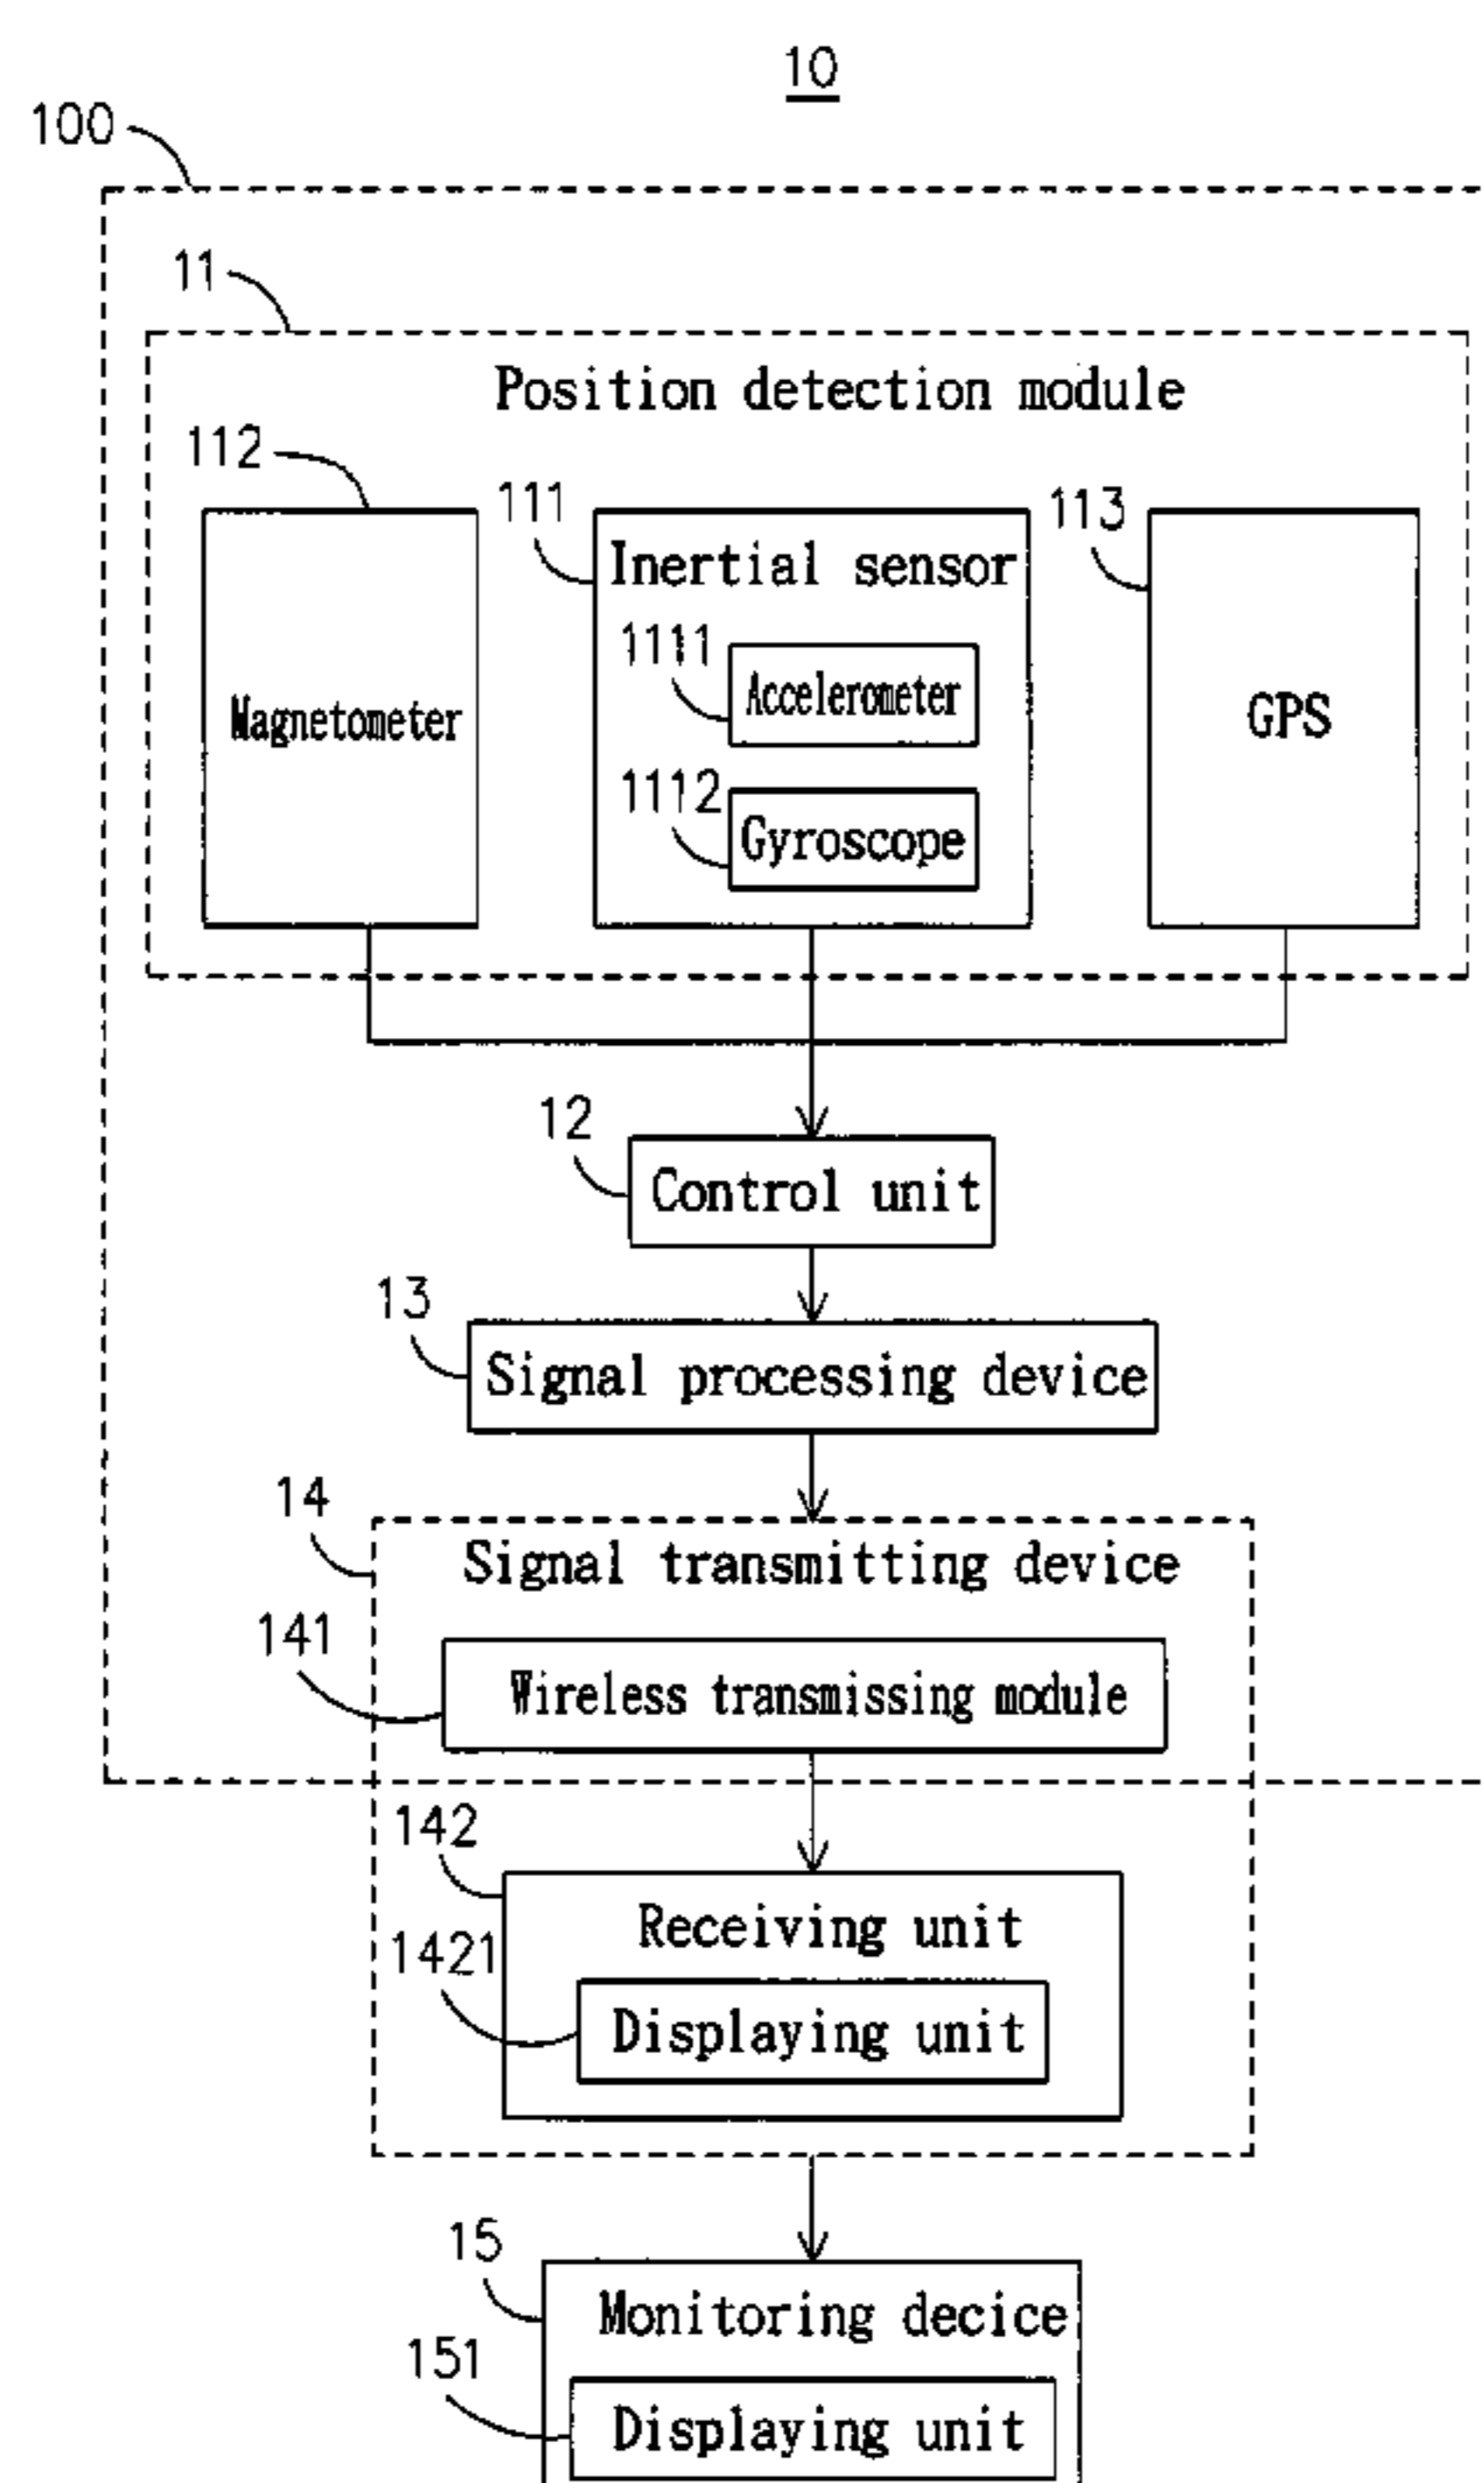 10
100
11
Position detection module
112
111
113
Inertial sensor
1111
Accelerometer
Magnetometer
GPS
1112
Gyroscope
12
Control unit
13
Signal processing device
14
Signal transmitting device
141
Wireless transmissing module
142
Receiving unit
1421
Displaying unit
15
Monitoring decice
151
Displaying unit